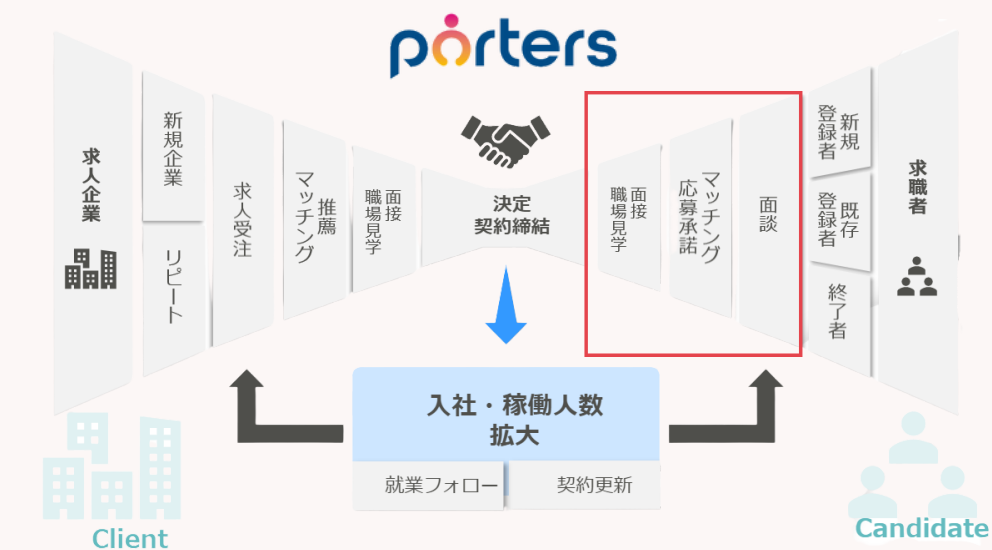 porters
求人企業
新規企業
リピート
求人受注
推薦
マッチング
面接
職場見学
決定
契約締結
面接
職場見学
マッチング
応募承諾
面談
新規
登録者
既存
登録者
終了者
求職者
入社・稼働人数
拡大
就業フォロー
契約更新
Client
Candidate